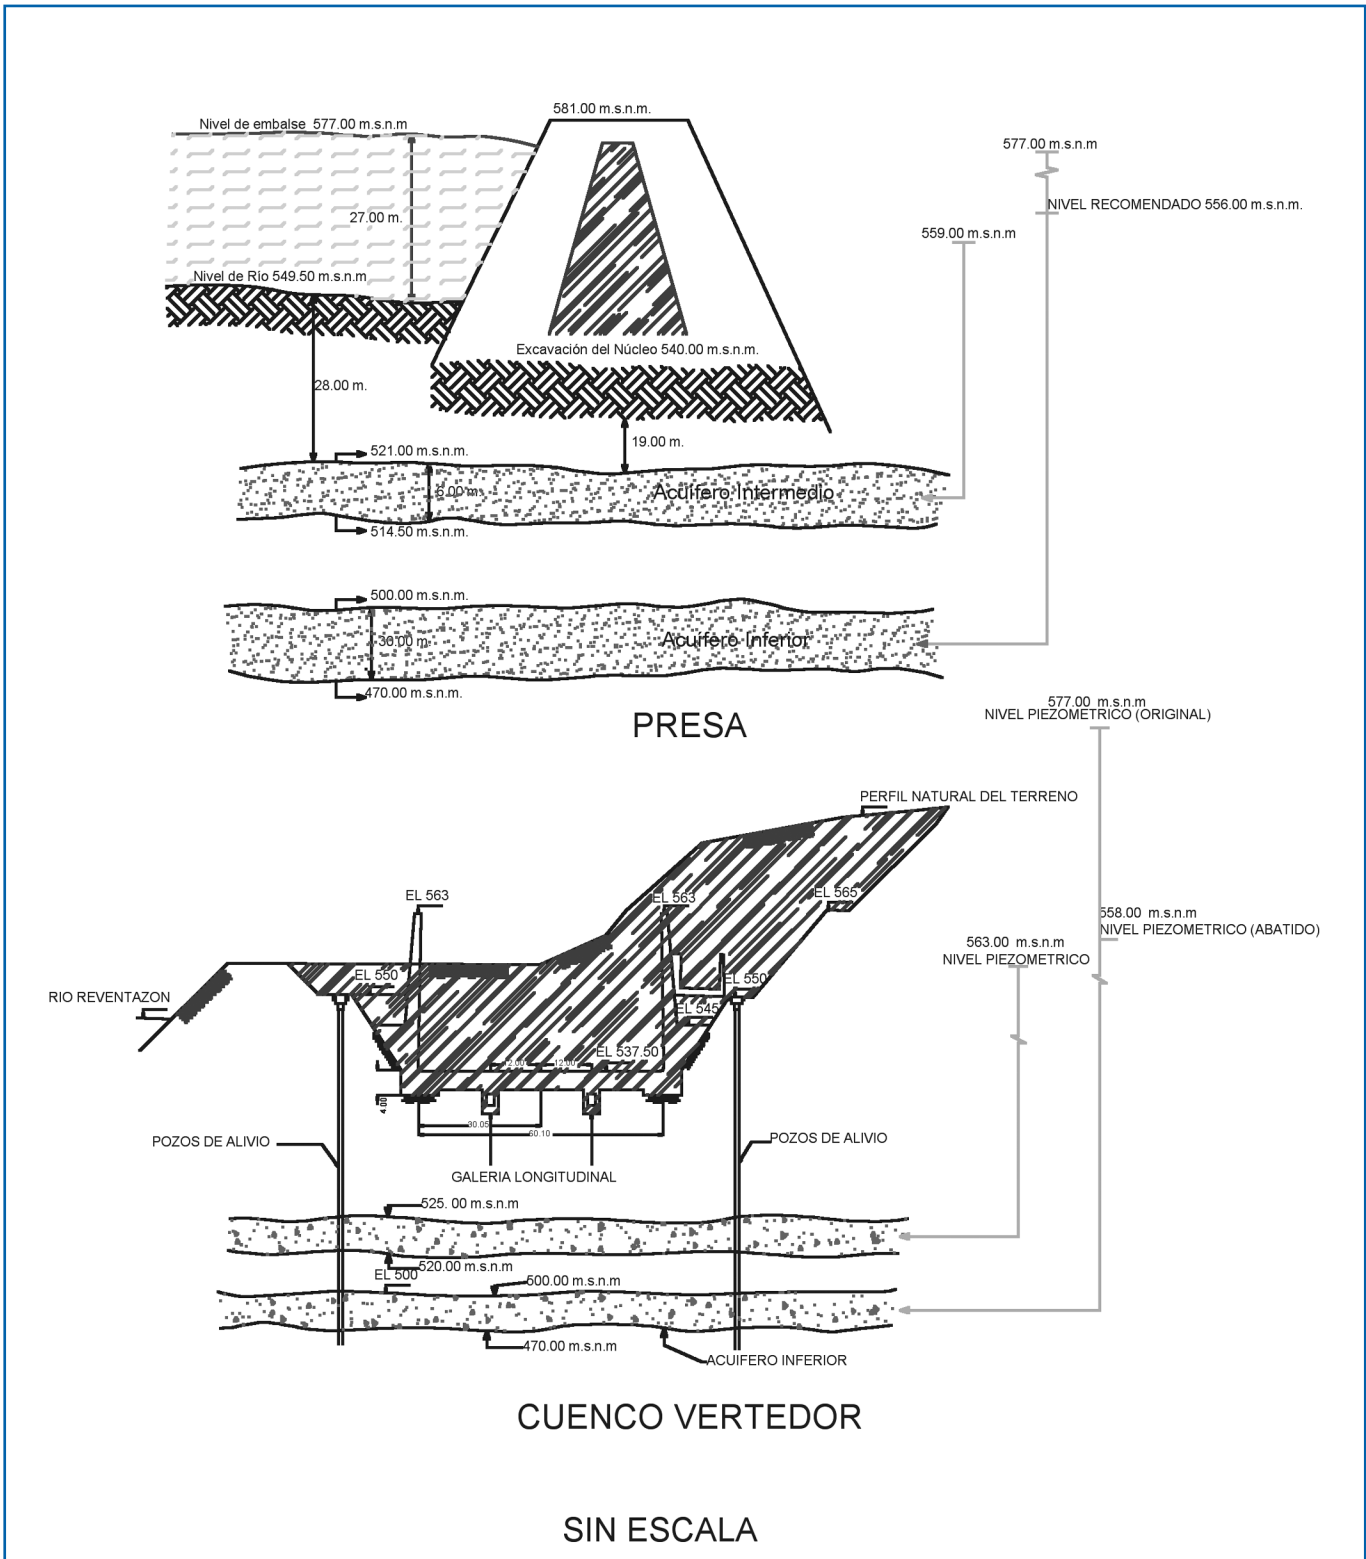 581.00 m.s.n.m.
Nivel de embalse 577.00 m.s.n.m
577.00 m.s.n.m
27.00 m.
NIVEL RECOMENDADO 556.00 m.s.n.m.
559.00 m.s.n.m
Nivel de Río 549.50 m.s.n.m
Excavación del Núcleo 540.00 m.s.n.m.
28.00 m.
19.00 m.
521.00 m.s.n.m.
6.00 m.
Acuífero Intermedio
514.50 m.s.n.m.
500.00 m.s.n.m.
30.00 m.
Acuífero Inferior
470.00 m.s.n.m.
PRESA
577.00 m.s.n.m
NIVEL PIEZOMETRICO (ORIGINAL)
PERFIL NATURAL DEL TERRENO
EL 563
EL 563
EL 565
558.00 m.s.n.m
NIVEL PIEZOMETRICO (ABATIDO)
563.00 m.s.n.m
NIVEL PIEZOMETRICO
EL 550
EL 550
RIO REVENTAZON
EL 545
EL 537.50
12.00
12.00
4.00
30.05
60.10
POZOS DE ALIVIO
POZOS DE ALIVIO
GALERIA LONGITUDINAL
525. 00 m.s.n.m
520.00 m.s.n.m
EL 500
500.00 m.s.n.m
470.00 m.s.n.m
ACUIFERO INFERIOR
CUENCO VERTEDOR
SIN ESCALA